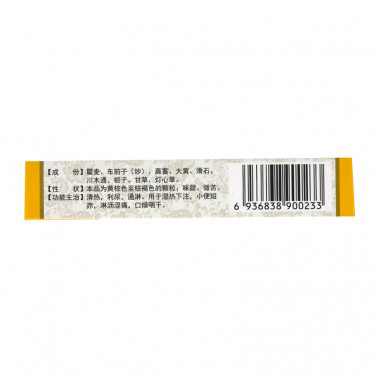 【成 份】瞿麦、车前子（炒）、萹蓄、大黄、滑石、
川木通、栀子、甘草、灯心草。
【性 状】本品为黄棕色至棕褐色的颗粒，味甜、微苦。
【功能主治】清热，利尿，通淋。用于湿热下注，小便短
赤，淋沥涩痛，口燥咽干。
6 936838 900233